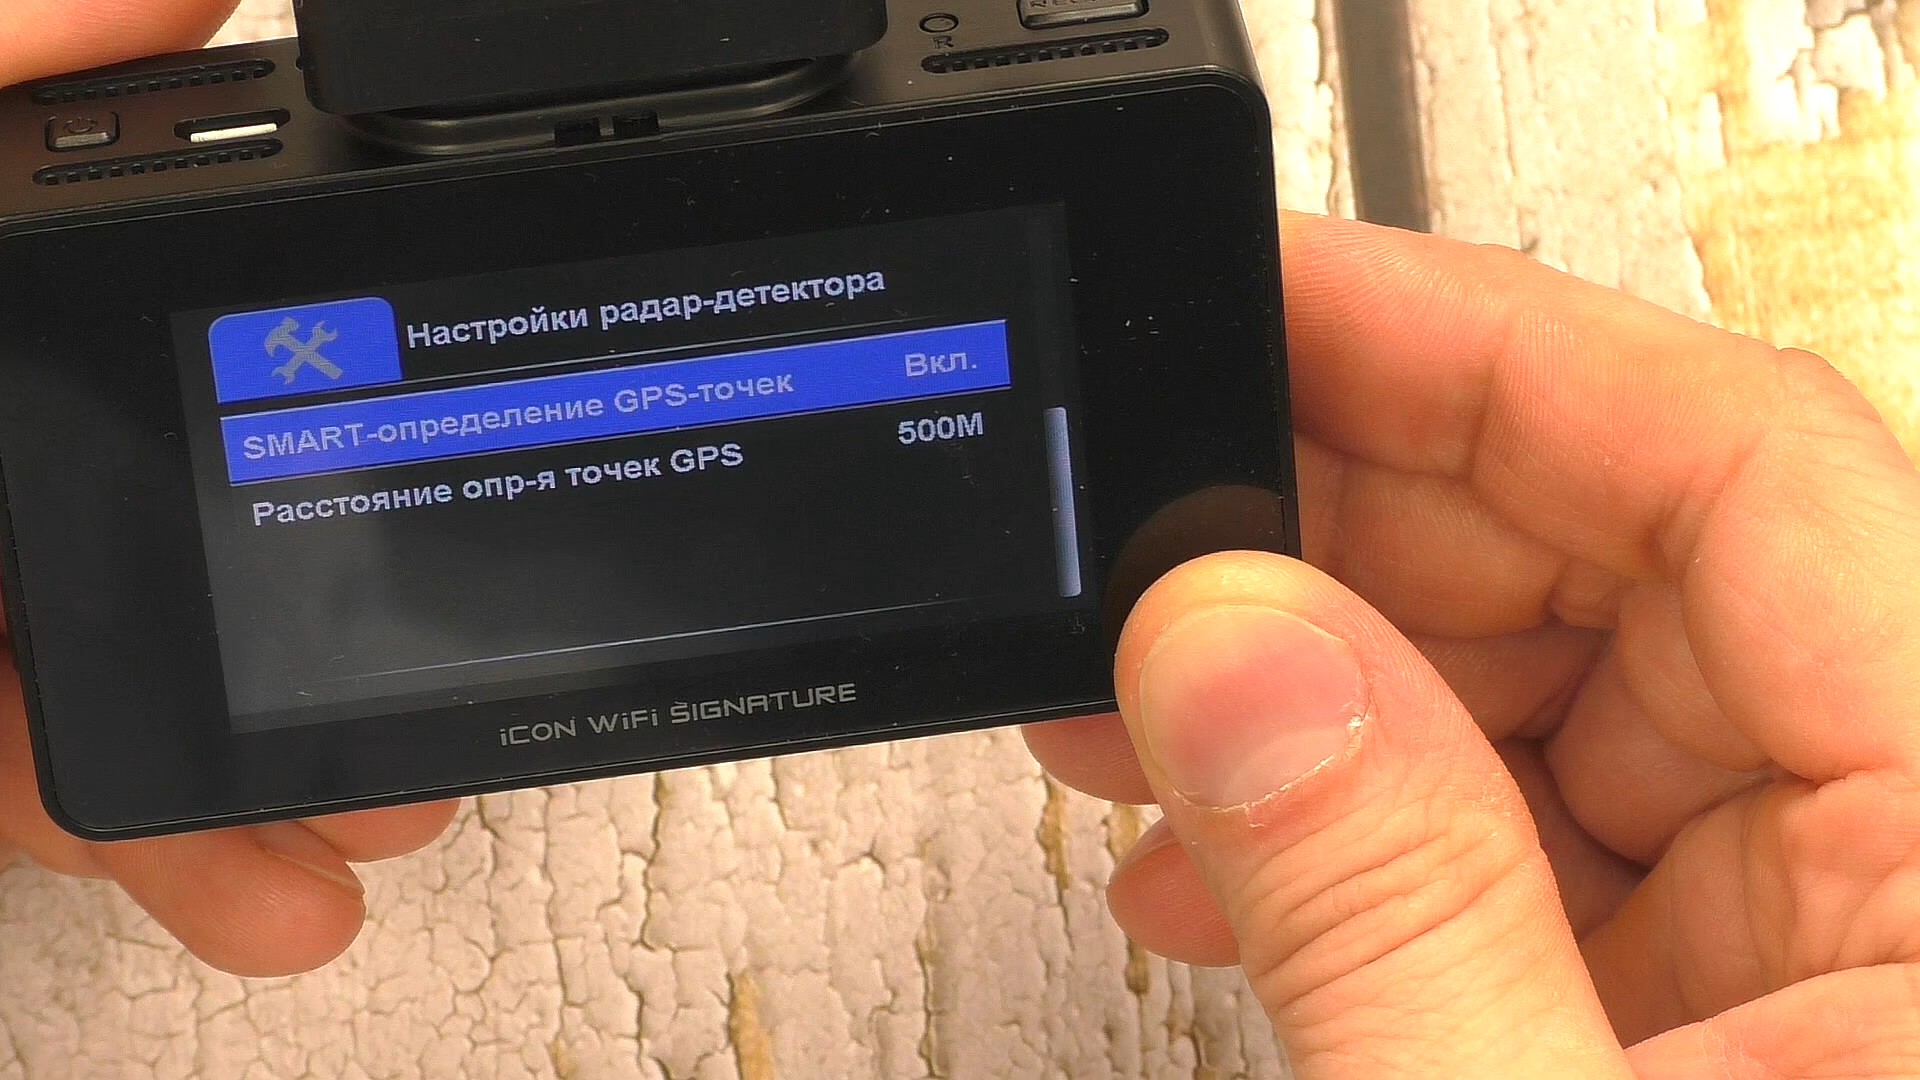 R
Настройки радар-детектора
SMART-определение GPS-точек Вкл.
Расстояние опр-я точек GPS 500М
iCON WiFi SIGNATURE